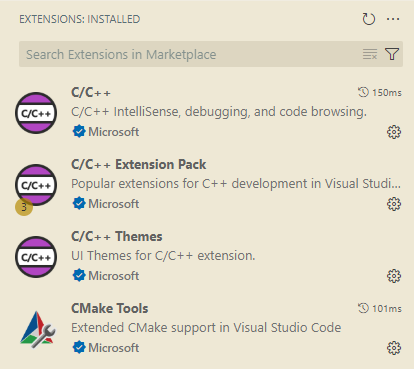 EXTENSIONS: INSTALLED
Search Extensions in Marketplace
C/C++ 150ms
C/C++ IntelliSense, debugging, and code browsing.
C/C++
Microsoft
C/C++ Extension Pack
Popular extensions for C++ development in Visual Studi...
C/C++
3
Microsoft
C/C++ Themes
UI Themes for C/C++ extension.
C/C++
Microsoft
CMake Tools 101ms
Extended CMake support in Visual Studio Code
Microsoft